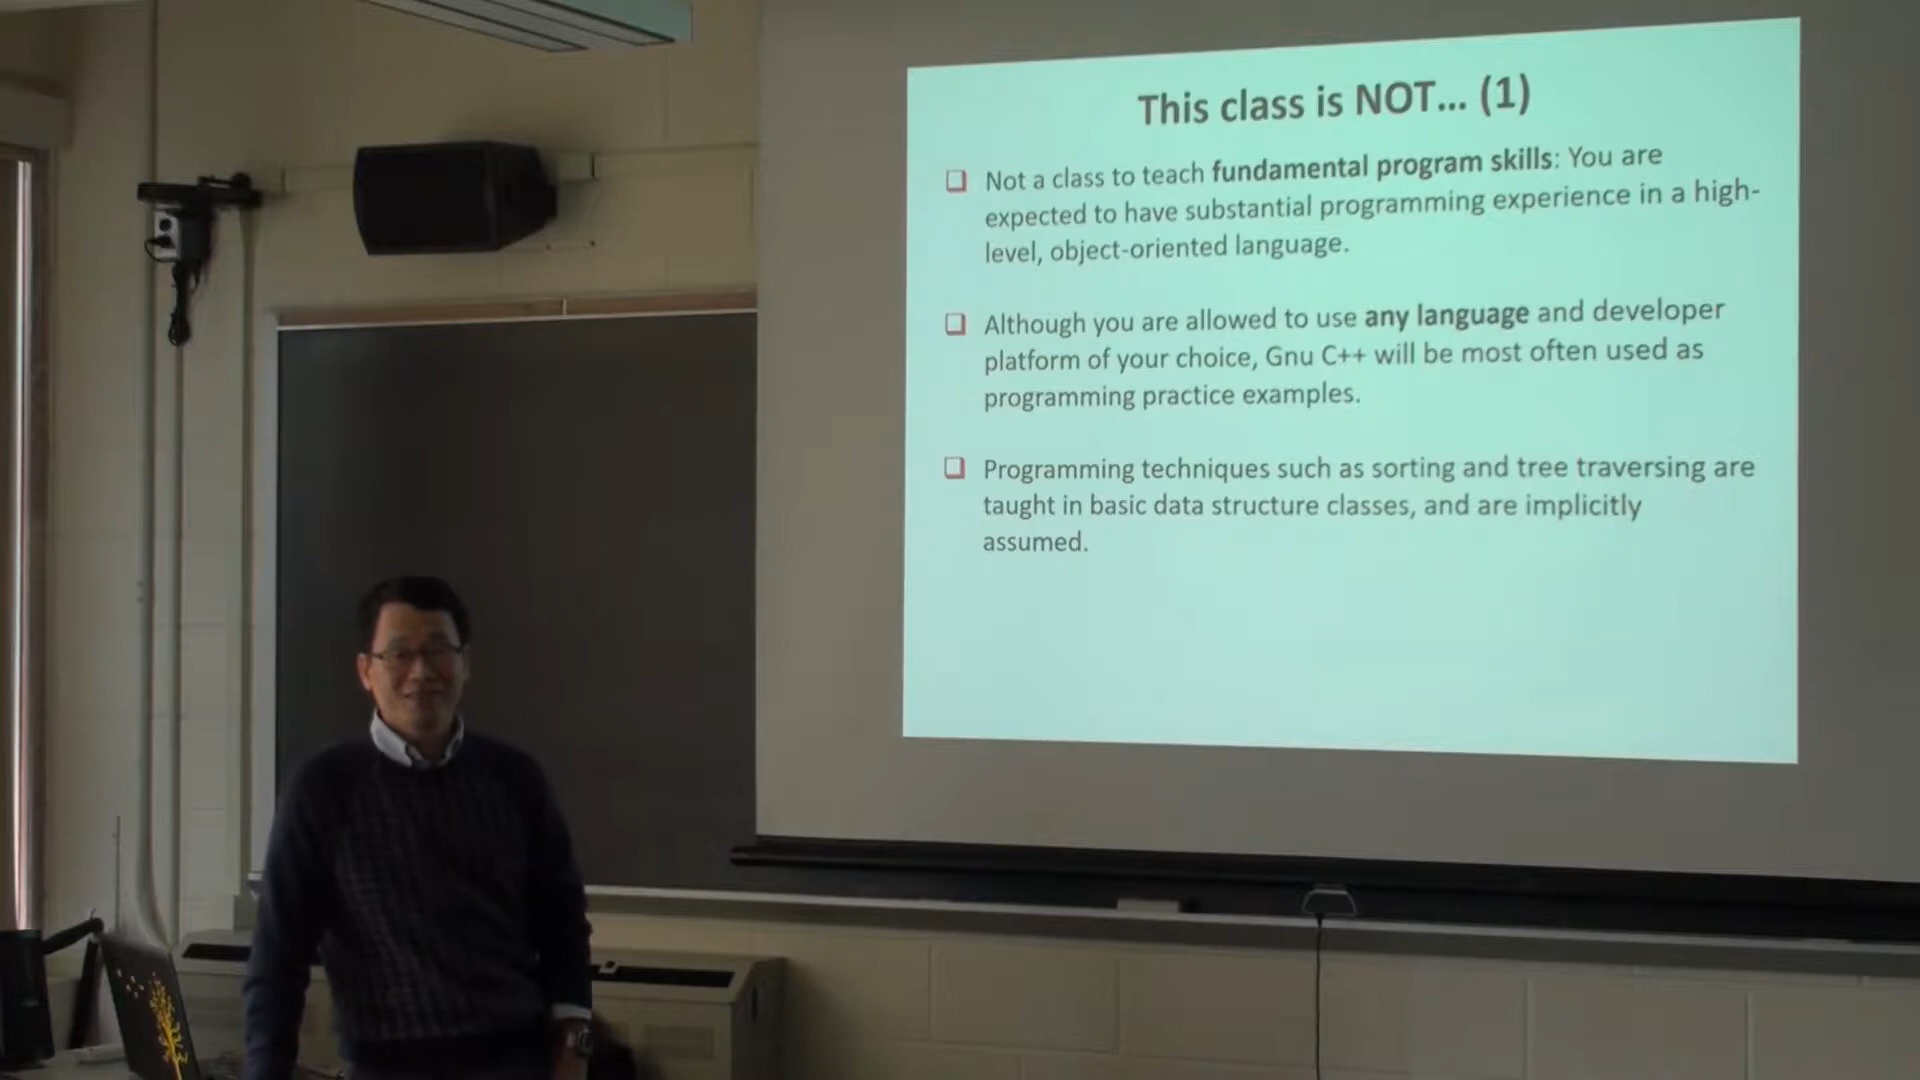 This class is NOT... (1)
❑ Not a class to teach fundamental program skills: You are
expected to have substantial programming experience in a high-
level, object-oriented language.
❑ Although you are allowed to use any language and developer
platform of your choice, Gnu C++ will be most often used as
programming practice examples.
❑ Programming techniques such as sorting and tree traversing are
taught in basic data structure classes, and are implicitly
assumed.